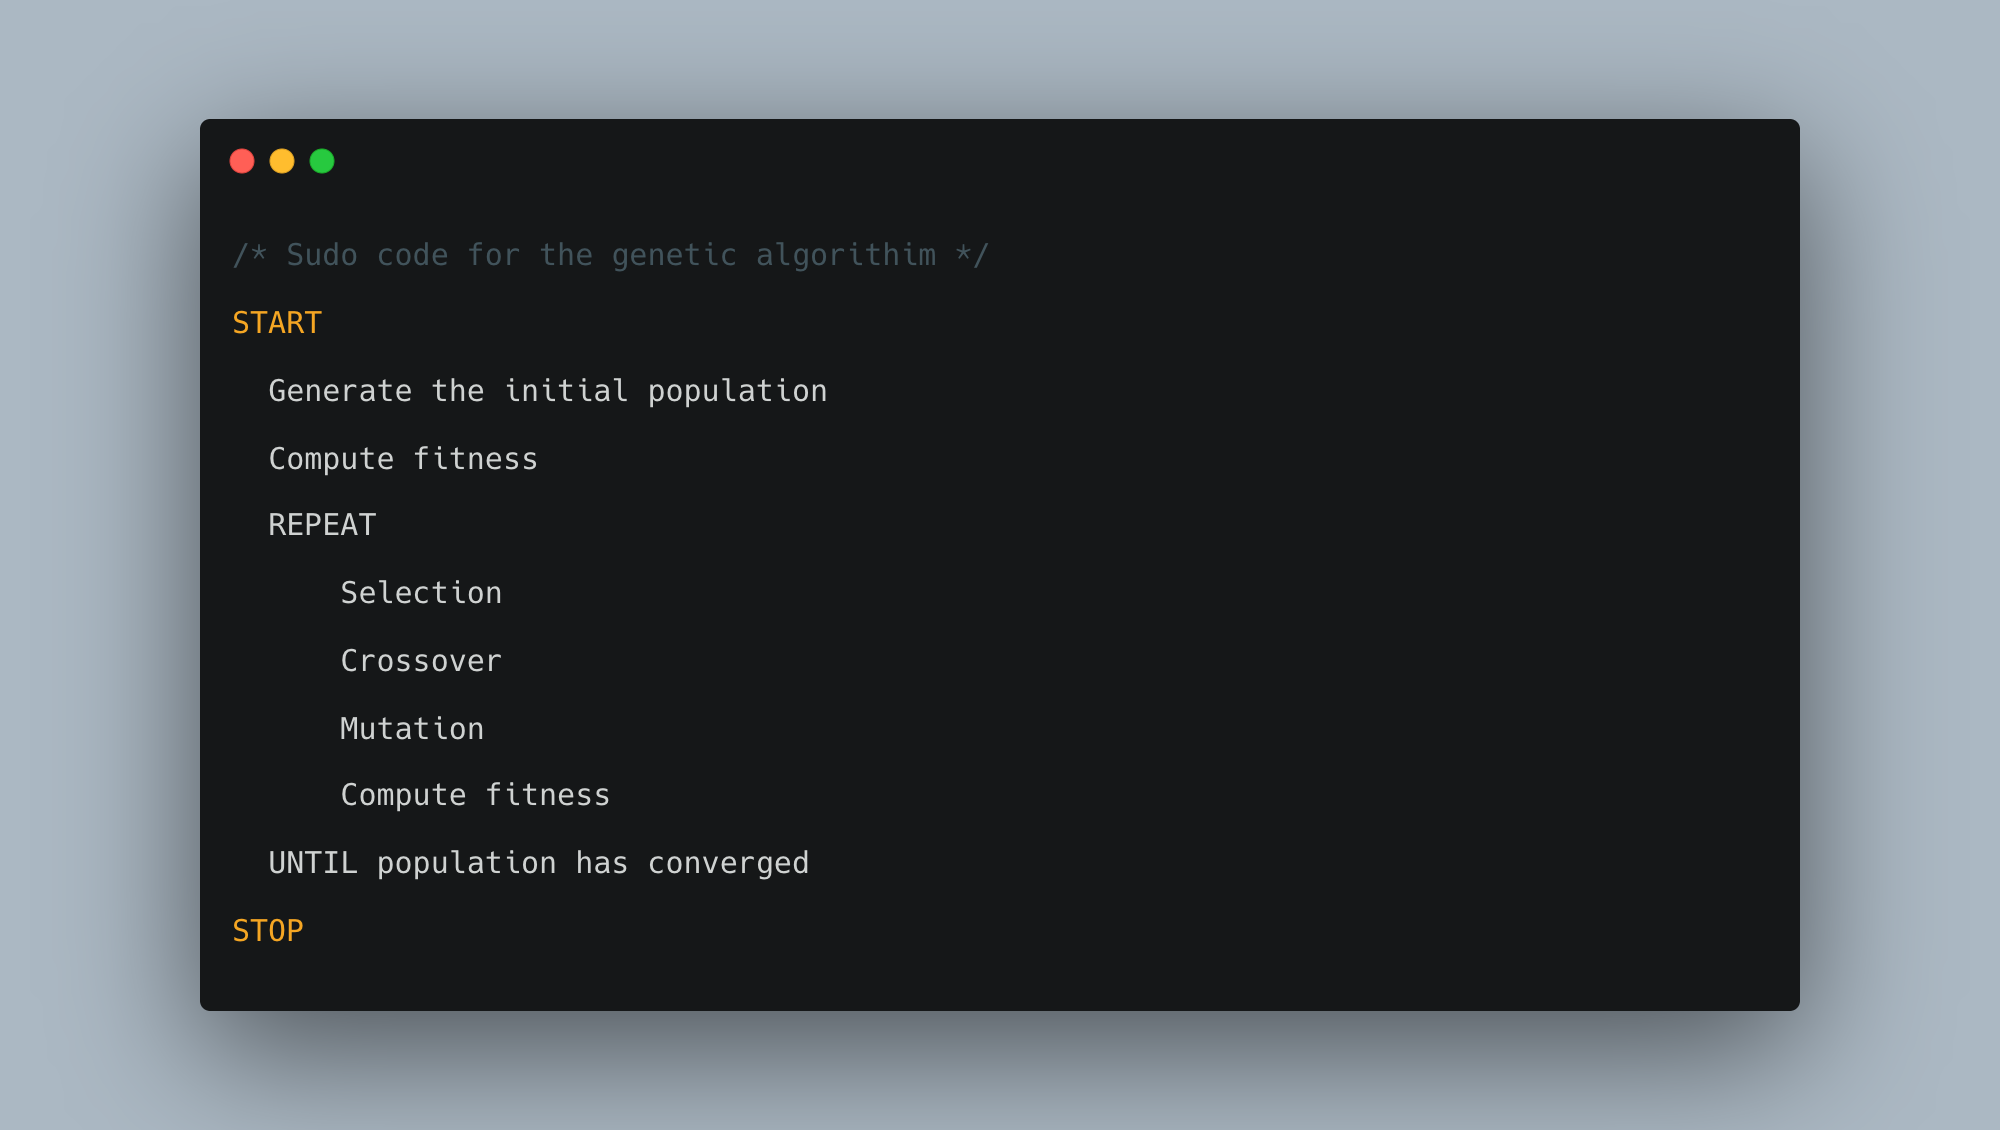 /* Sudo code for the genetic algorithim */
START
Generate the initial population
Compute fitness
REPEAT
Selection
Crossover
Mutation
Compute fitness
UNTIL population has converged
STOP